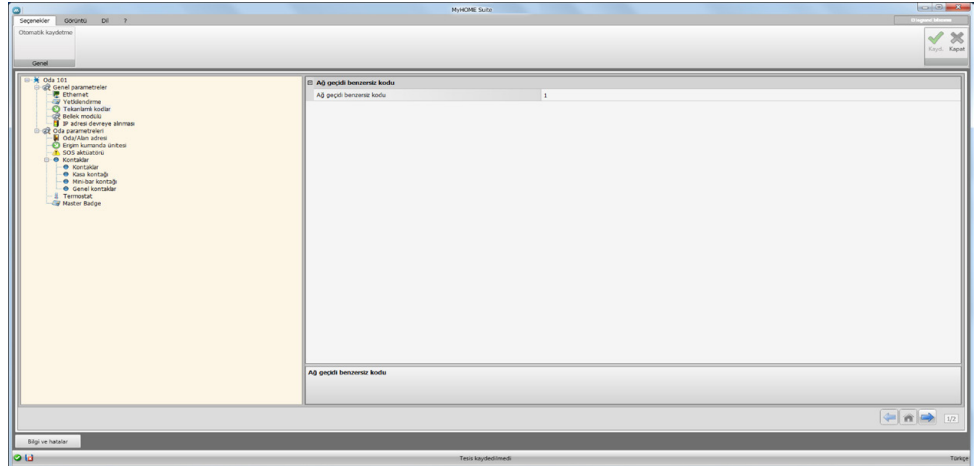 MyHOME Suite
Seçenekler Görüntü Dil ?
Otomatik kaydetme
Kaydı Kapat
Genel
Oda 101
Genel parametreler
Ethernet
Yetkilendirme
Tekanlamlı kodlar
Bellek modülü
IP adresi devreye alınması
Oda parametreleri
Oda/Alan adresi
Erişim kumanda ünitesi
SOS aktüatörü
Kontaklar
Kontaklar
Kasa kontağı
Mini-bar kontağı
Genel kontaklar
Termostat
Master Badge
Ağ geçidi benzersiz kodu
Ağ geçidi benzersiz kodu 1
Ağ geçidi benzersiz kodu
1/2
Bilgi ve hatalar
Tesis kaydedilmedi Türkçe